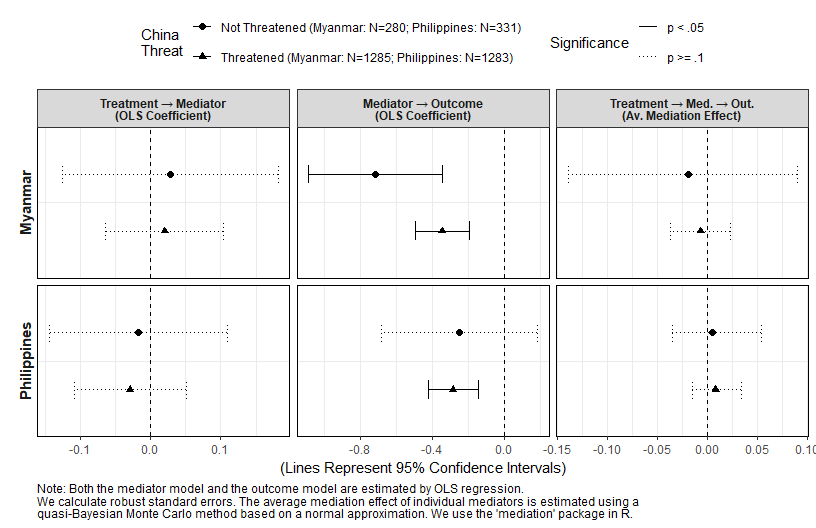 China
Threat
Not Threatened (Myanmar: N=280; Philippines: N=331)
Threatened (Myanmar: N=1285; Philippines: N=1283)
Significance
p < .05
p >= .1
Treatment → Mediator
(OLS Coefficient)
Mediator → Outcome
(OLS Coefficient)
Treatment → Med. → Out.
(Av. Mediation Effect)
Myanmar
Philippines
-0.1 0.0 0.1
-0.8 -0.4 0.0
-0.15 -0.10 -0.05 0.00 0.05 0.10
(Lines Represent 95% Confidence Intervals)
Note: Both the mediator model and the outcome model are estimated by OLS regression.
We calculate robust standard errors. The average mediation effect of individual mediators is estimated using a
quasi-Bayesian Monte Carlo method based on a normal approximation. We use the 'mediation' package in R.